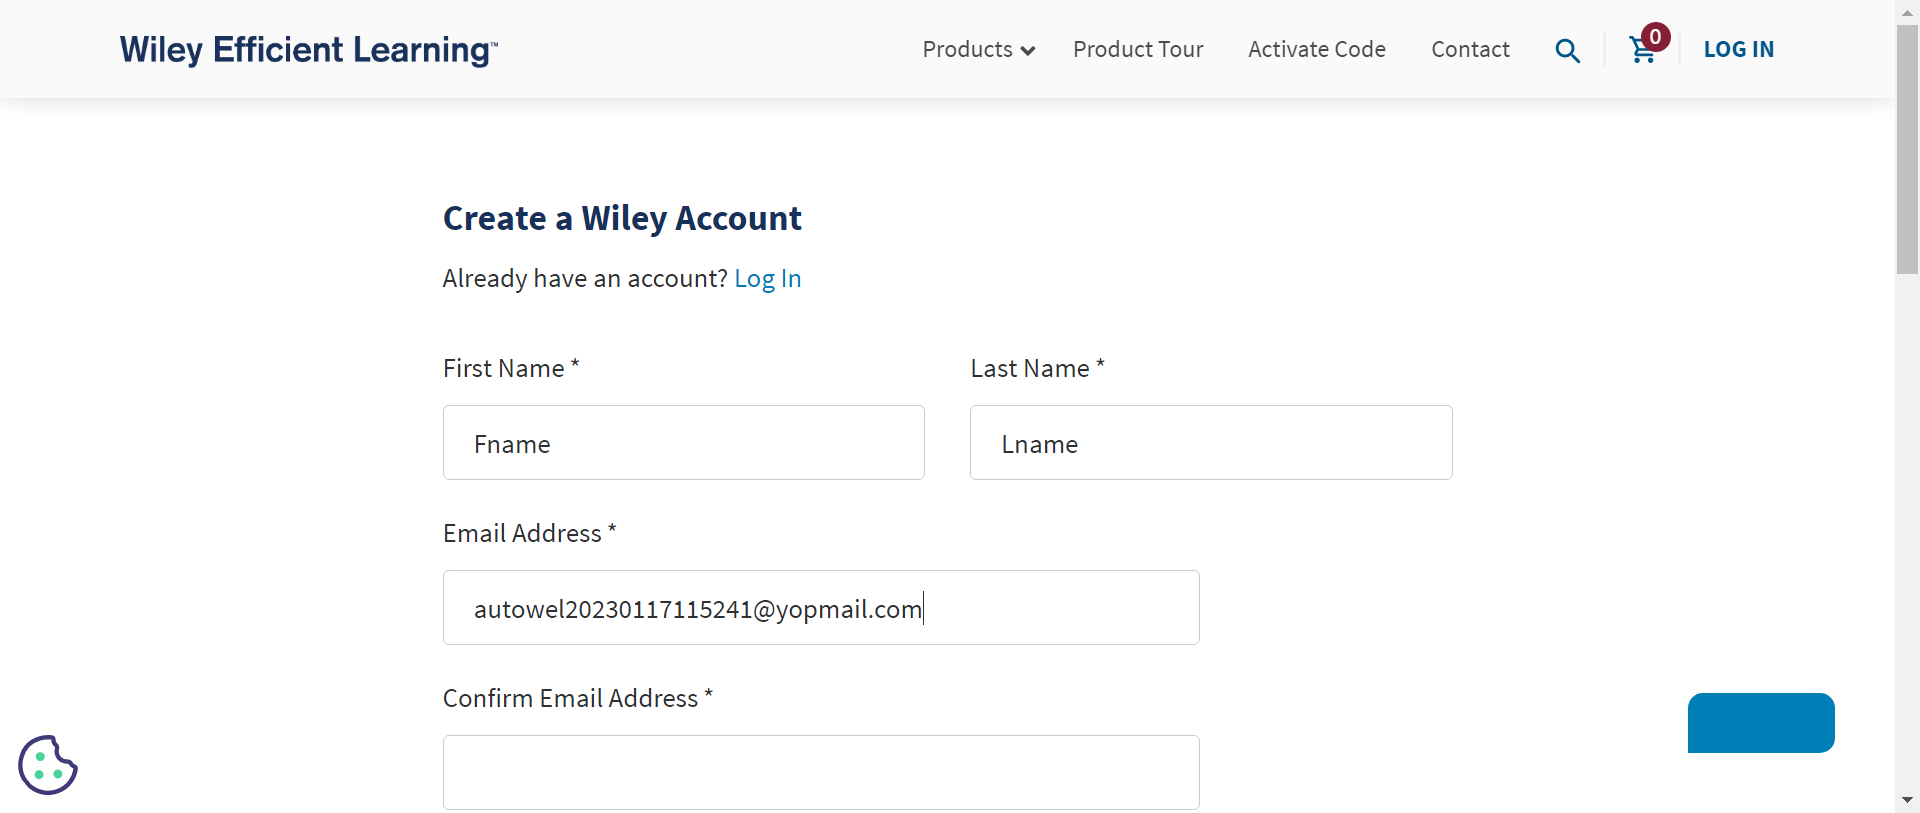 Wiley Efficient Learning™
Products Product Tour Activate Code Contact 0 LOG IN
Create a Wiley Account
Already have an account? Log In
First Name * Last Name *
Fname Lname
Email Address *
autowel20230117115241@yopmail.com
Confirm Email Address *